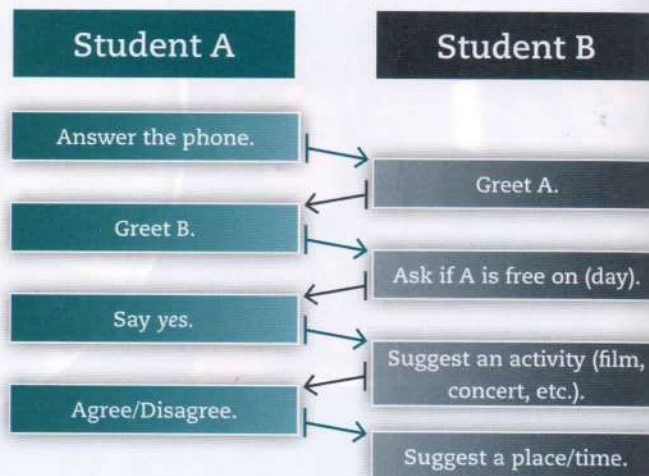 Student A
Student B
Answer the phone.
Greet A.
Greet B.
Ask if A is free on (day).
Say yes.
Suggest an activity (film,
concert, etc.).
Agree/Disagree.
Suggest a place/time.